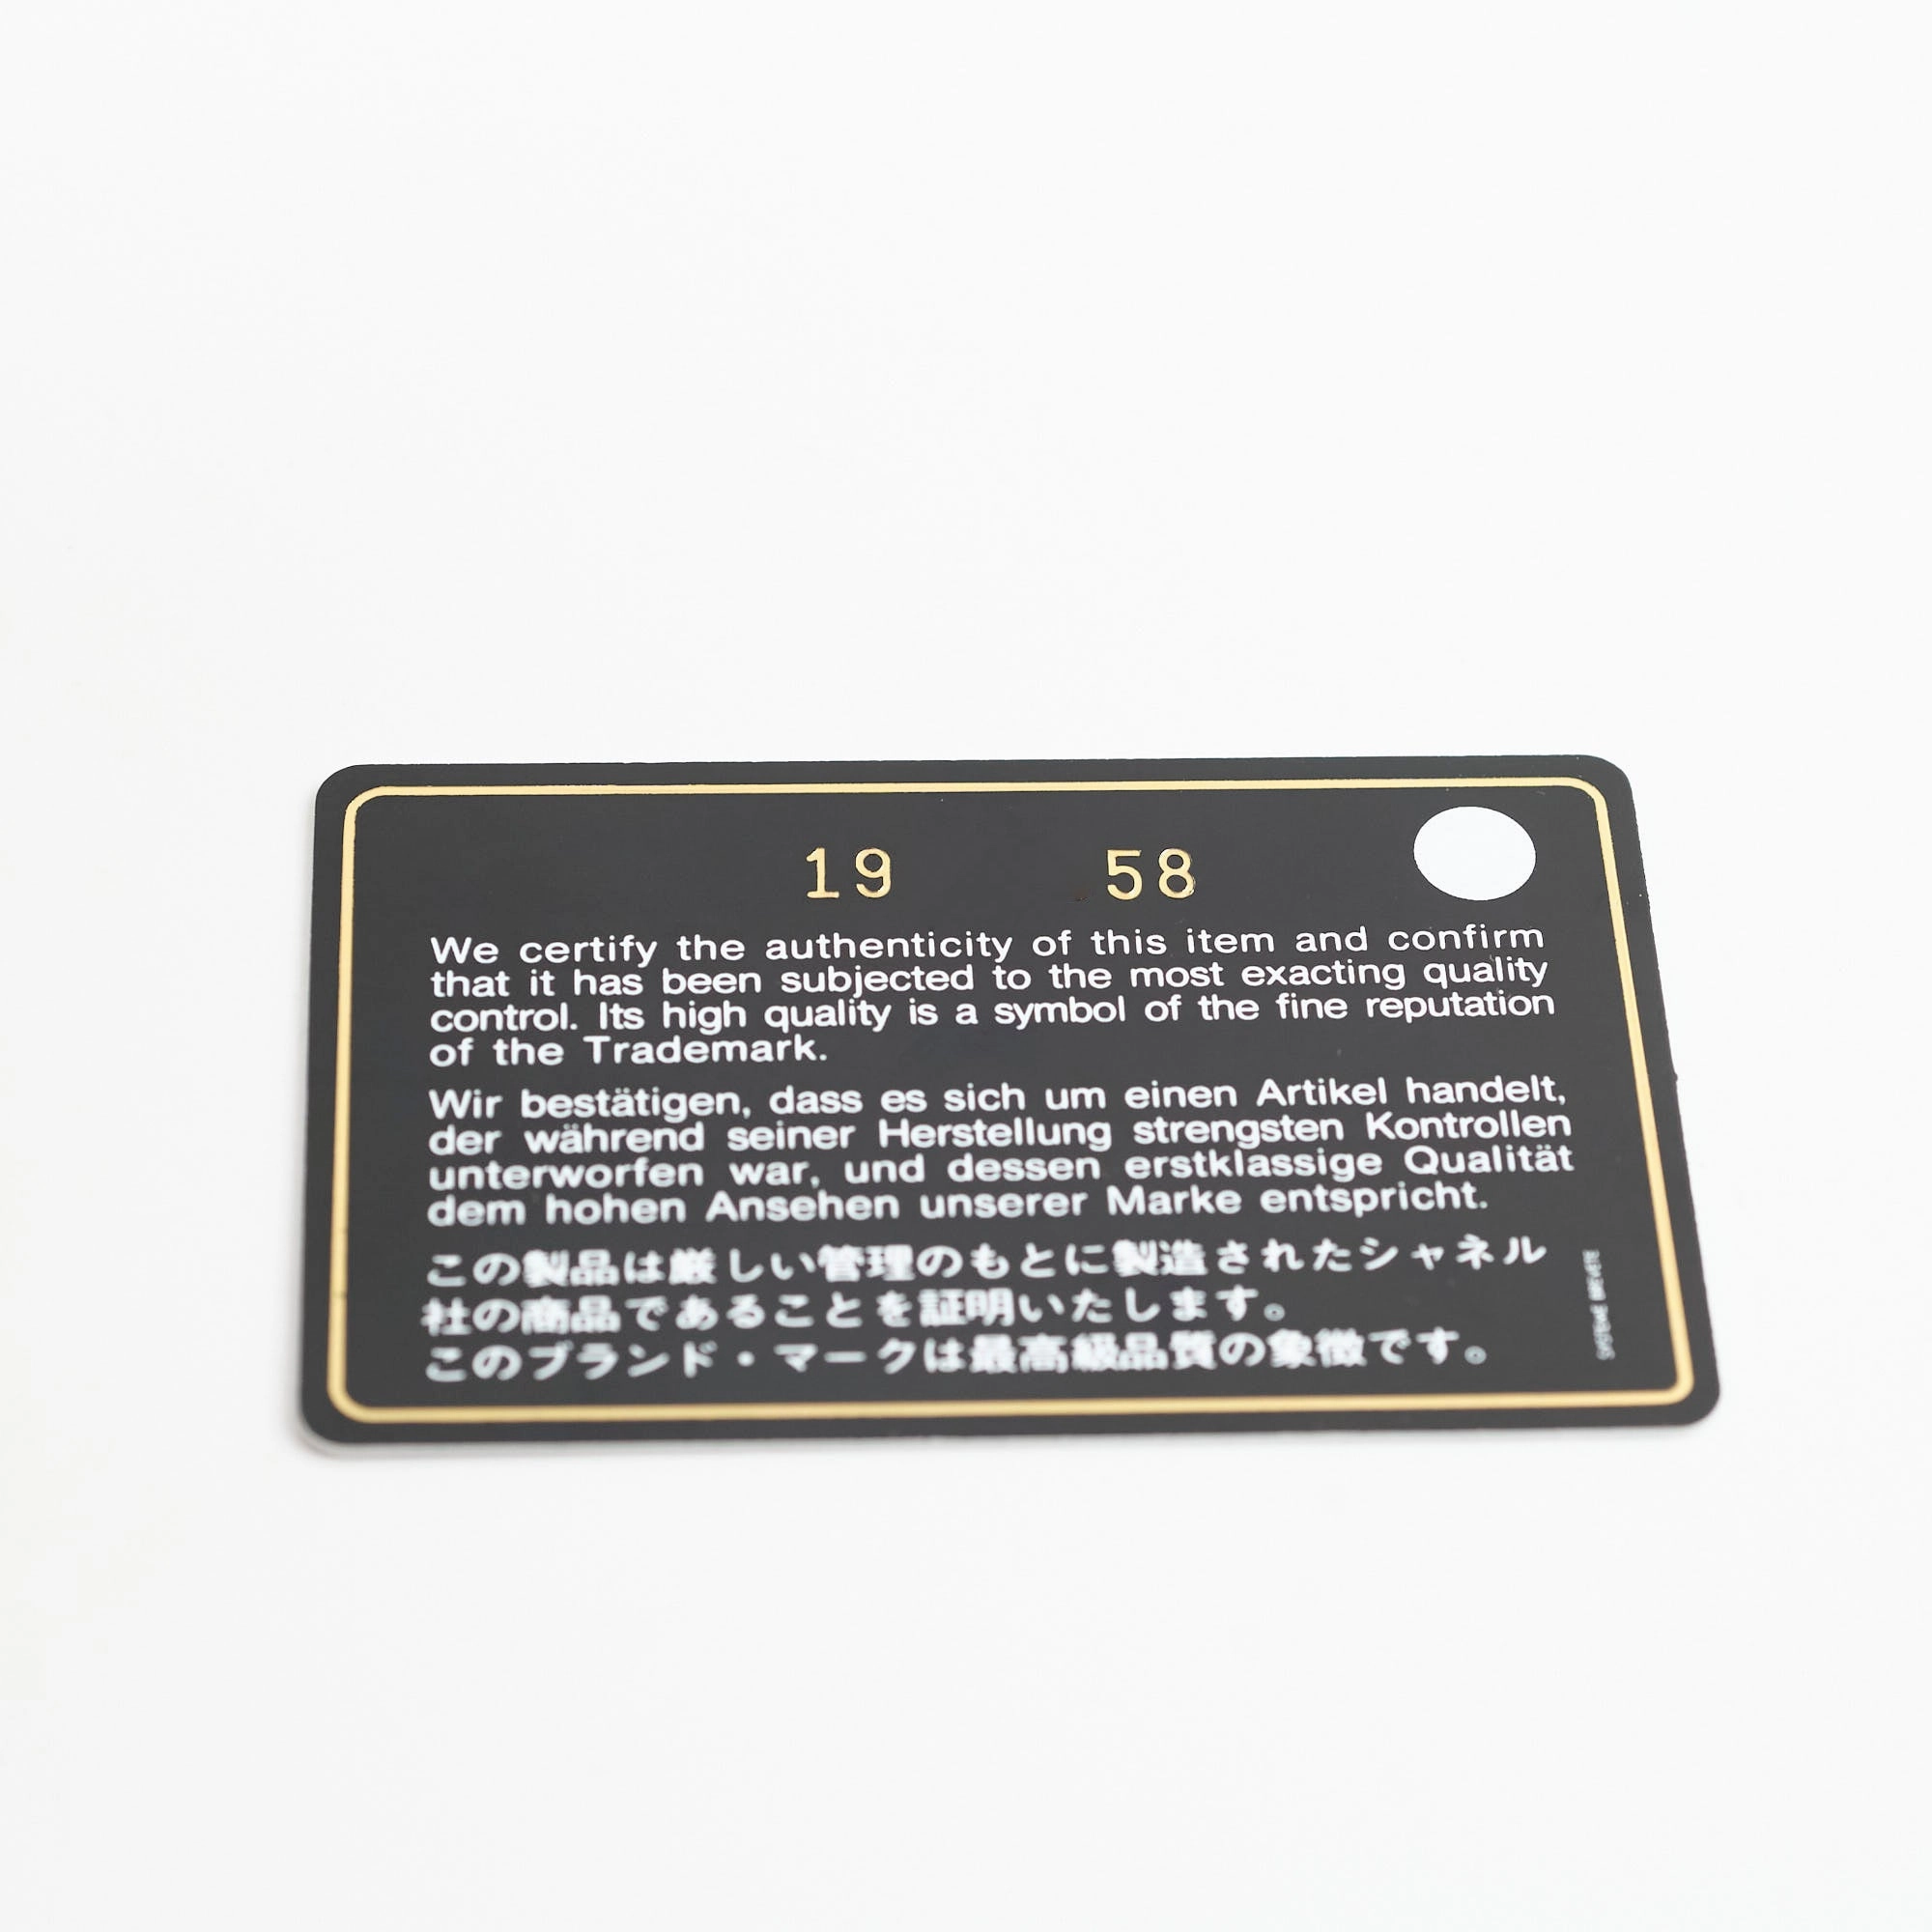 19 58
We certify the authenticity of this item and confirm
that it has been subjected to the most exacting quality
control. Its high quality is a symbol of the fine reputation
of the Trademark.
Wir bestätigen, dass es sich um einen Artikel handelt,
der während seiner Herstellung strengsten Kontrollen
unterworfen war, und dessen erstklassige Qualität
dem hohen Ansehen unserer Marke entspricht.
この製品は厳しい管理のもとに製造されたシャネル
社の商品であることを証明いたします。
このブランド・マークは最高級品質の象徴です。
SYSTEME BREVETE